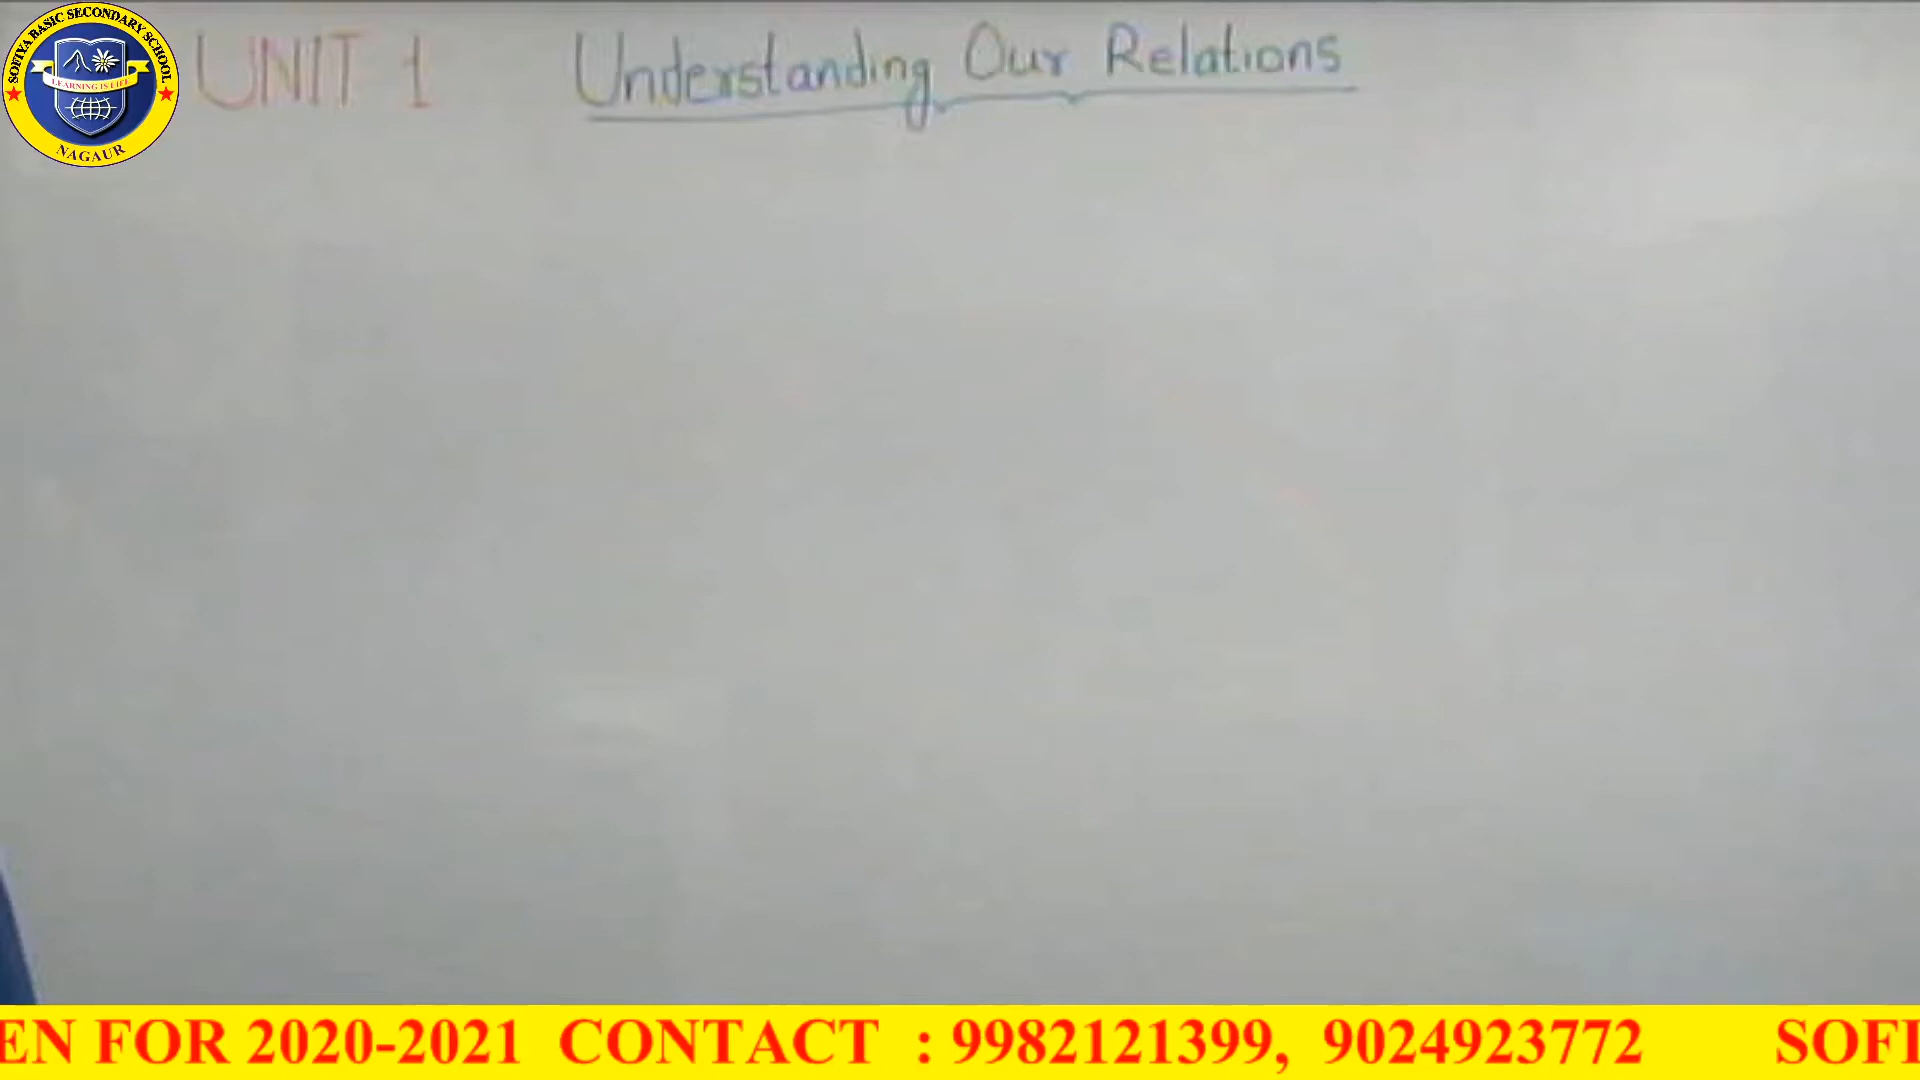 SOFIYA BASIC SECONDARY SCHOOL
LEARNING IS LIFE
NAGAUR
UNIT 1 Understanding Our Relations
EN FOR 2020-2021 CONTACT : 9982121399, 9024923772 SOFI